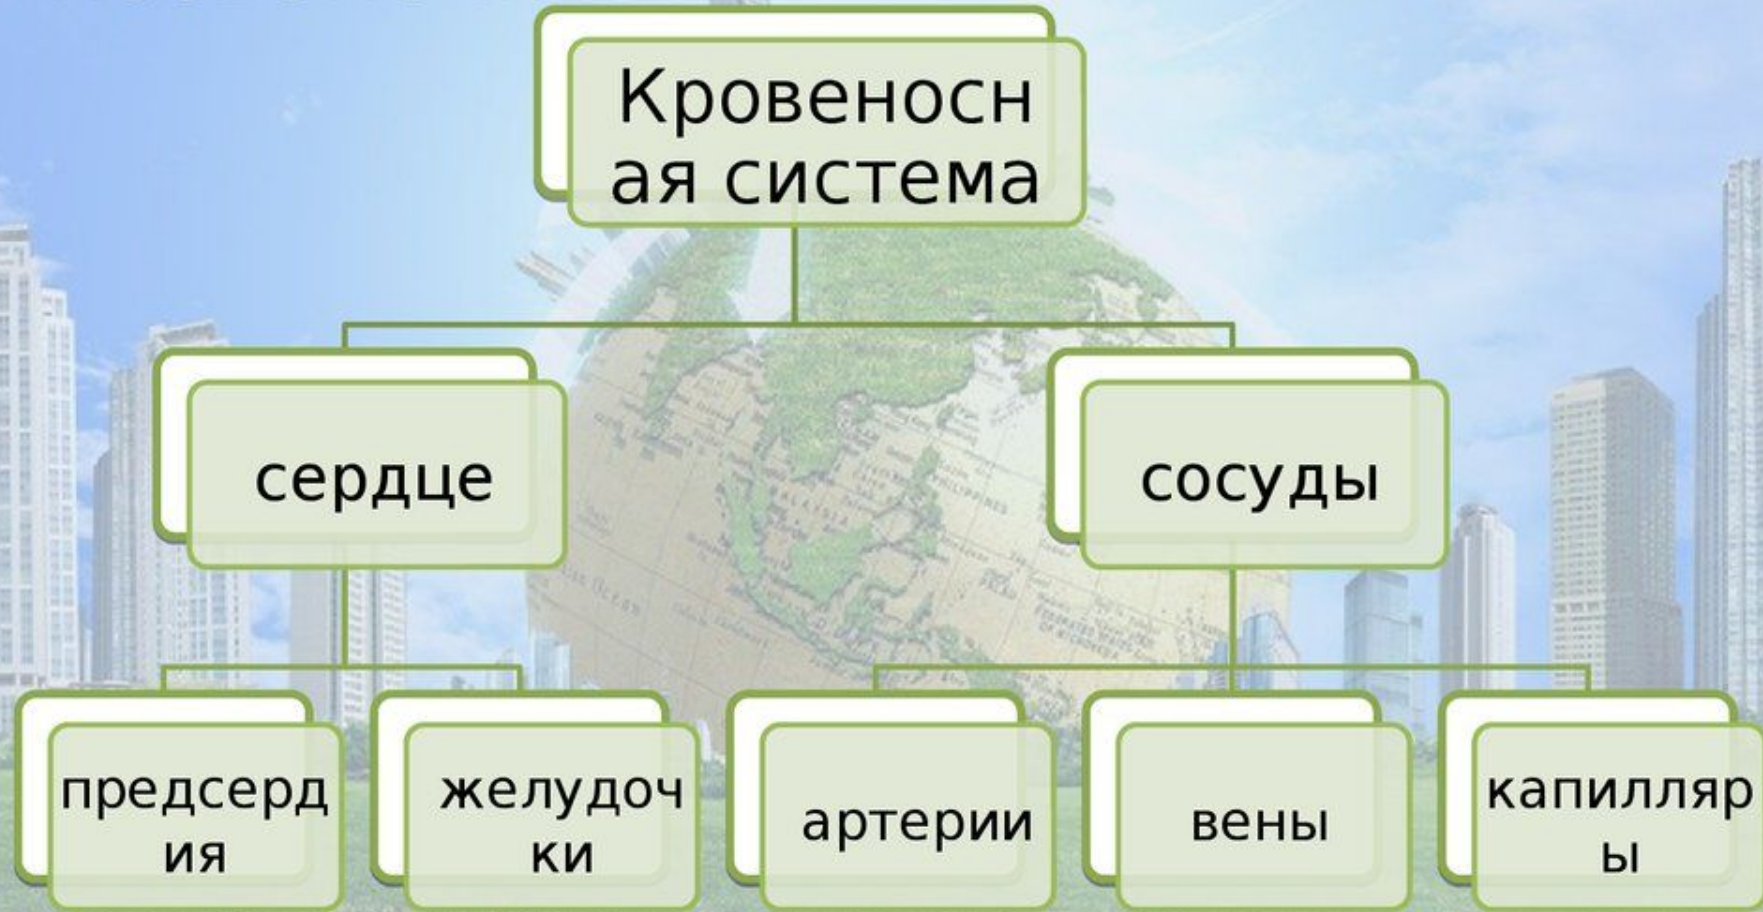 Кровеносн
ая система
сердце
сосуды
предсерд
ия
желудоч
ки
артерии
вены
капилляр
ы